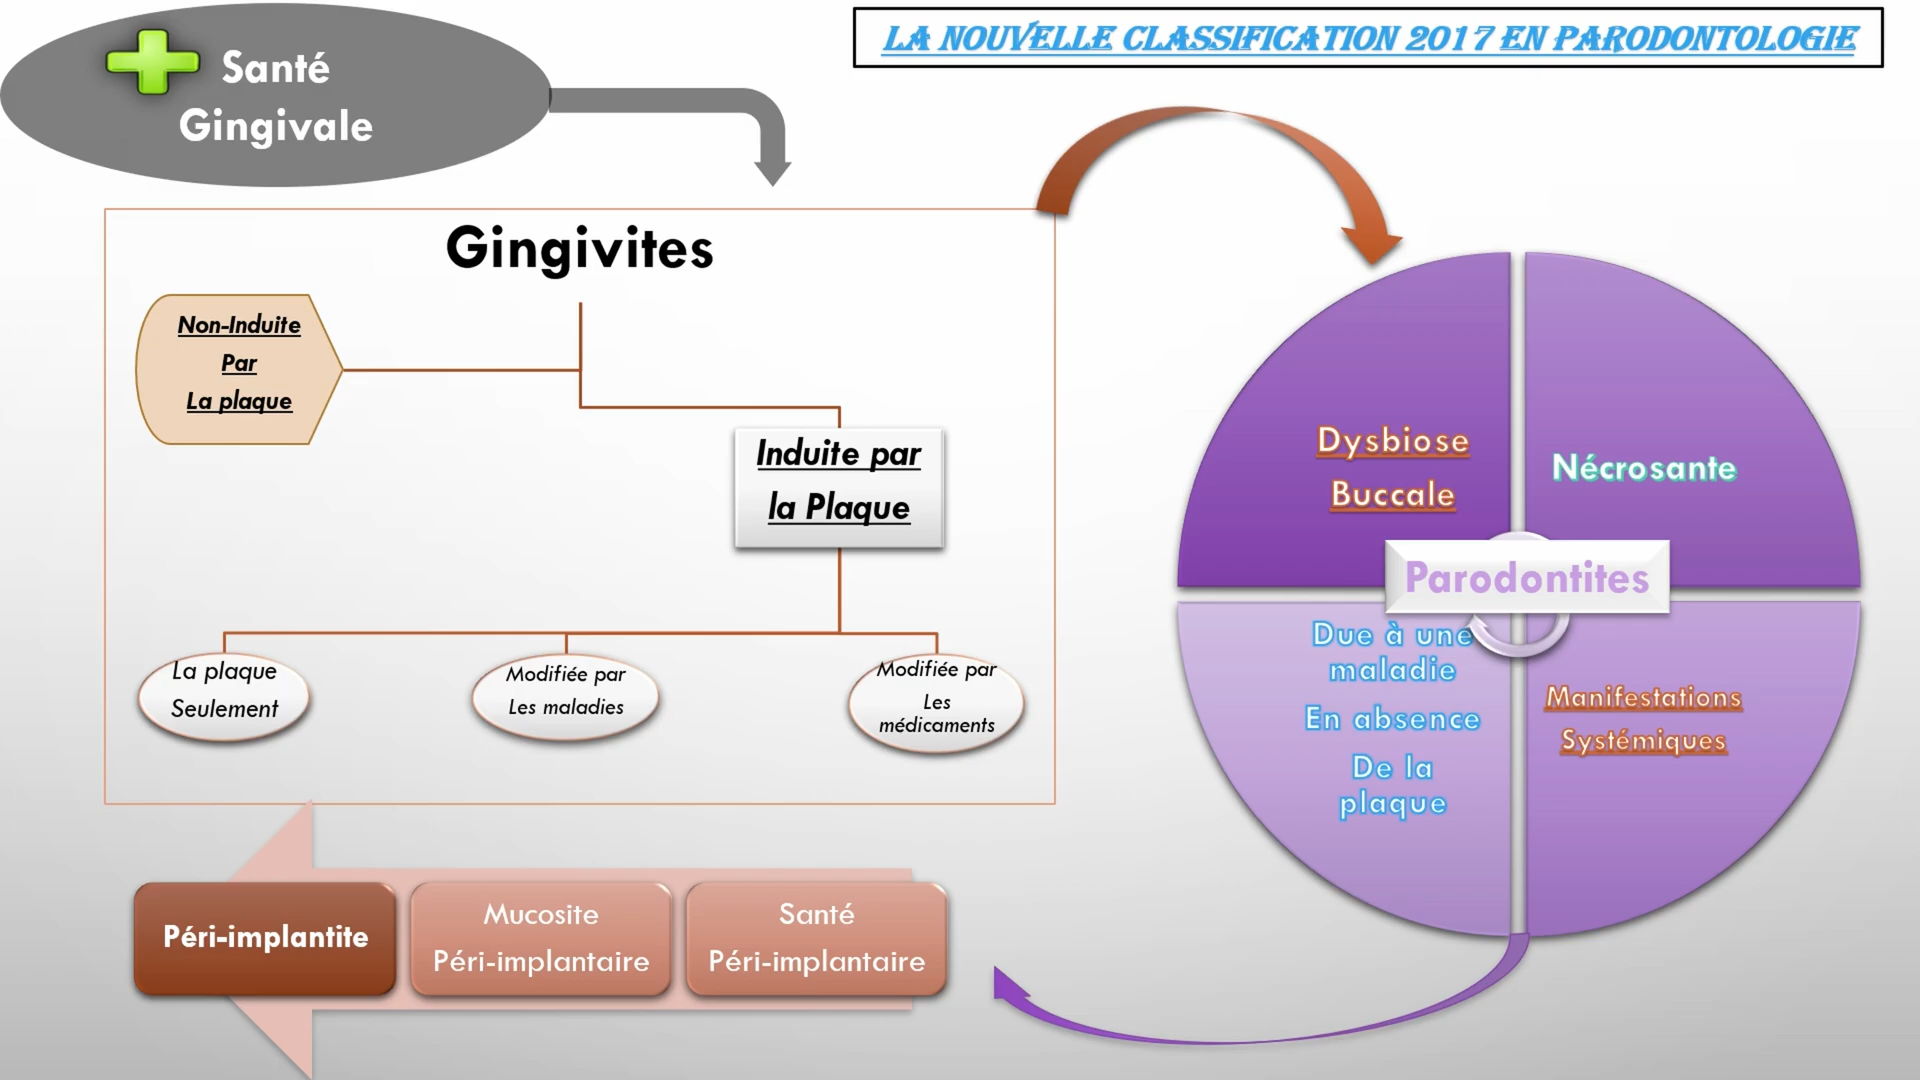 Santé
Gingivale
LA NOUVELLE CLASSIFICATION 2017 EN PARODONTOLOGIE
Gingivites
Non-Induite
Par
La plaque
Induite par
la Plaque
La plaque
Seulement
Modifiée par
Les maladies
Modifiée par
Les
médicaments
Dysbiose
Buccale
Nécrosante
Parodontites
Due à une
maladie
En absence
De la
plaque
Manifestations
Systémiques
Péri-implantite
Mucosite
Péri-implantaire
Santé
Péri-implantaire